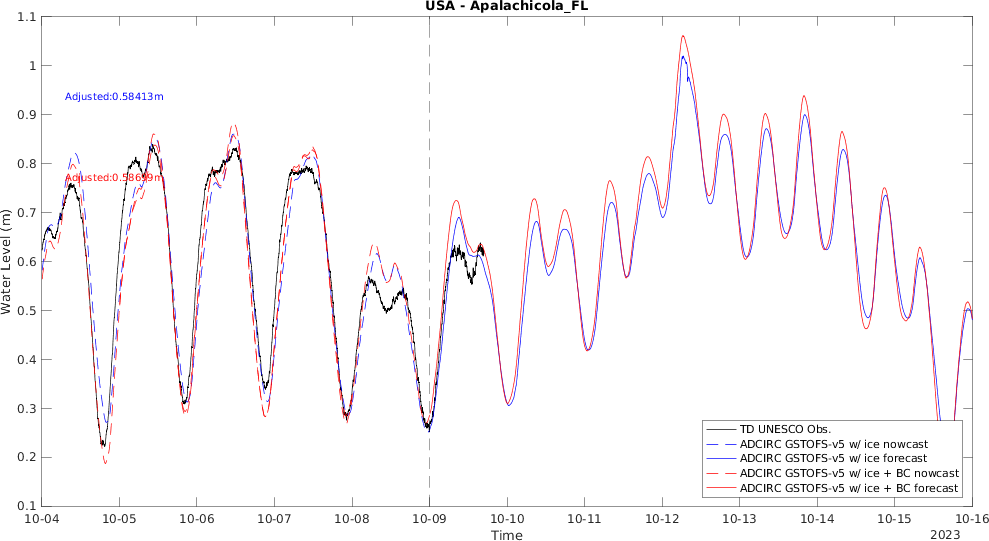 USA - Apalachicola_FL
1.1
1
0.9
0.8
0.7
0.6
0.5
0.4
0.3
0.2
0.1
Water Level (m)
Adjusted:0.58413m
Adjusted:0.58699m
TD UNESCO Obs.
ADCIRC GSTOFS-v5 w/ ice nowcast
ADCIRC GSTOFS-v5 w/ ice forecast
ADCIRC GSTOFS-v5 w/ ice + BC nowcast
ADCIRC GSTOFS-v5 w/ ice + BC forecast
10-04 10-05 10-06 10-07 10-08 10-09 10-10 10-11 10-12 10-13 10-14 10-15 10-16
Time
2023